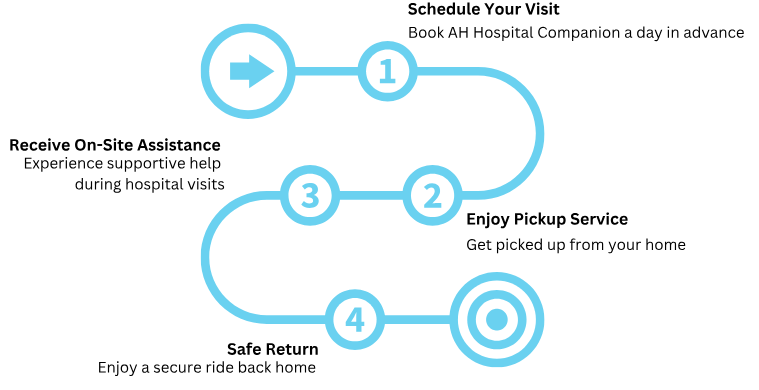 Schedule Your Visit
Book AH Hospital Companion a day in advance
1
Receive On-Site Assistance
Experience supportive help
during hospital visits
3
2
Enjoy Pickup Service
Get picked up from your home
4
Safe Return
Enjoy a secure ride back home